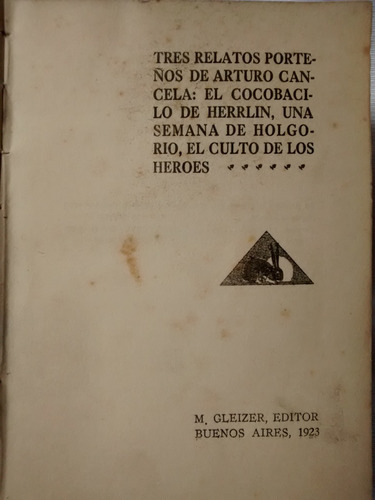 TRES RELATOS PORTE-
ÑOS DE ARTURO CAN-
CELA: EL COCOBACI-
LO DE HERRLIN, UNA
SEMANA DE HOLGO-
RIO, EL CULTO DE LOS
HEROES
M. GLEIZER, EDITOR
BUENOS AIRES, 1923